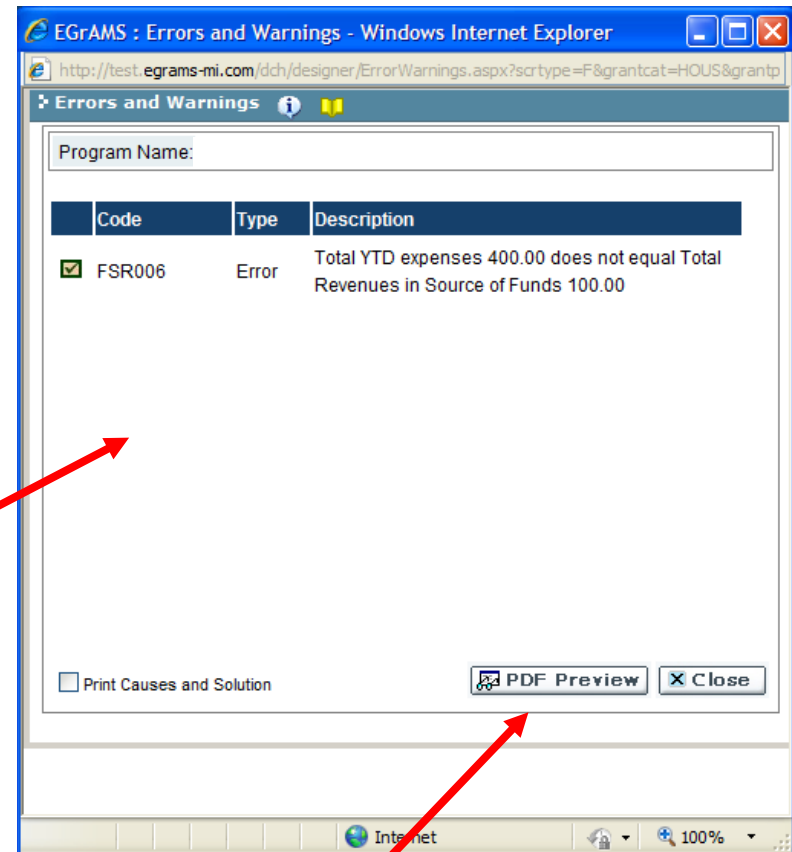 EGrAMS : Errors and Warnings - Windows Internet Explorer
http://test.egrams-mi.com/dch/designer/ErrorWarnings.aspx?scrtype=F&grantcat=HOUS&grantp
Errors and Warnings
Program Name:
Code Type Description
FSR006 Error Total YTD expenses 400.00 does not equal Total
Revenues in Source of Funds 100.00
Print Causes and Solution PDF Preview X Close
Internet 100%